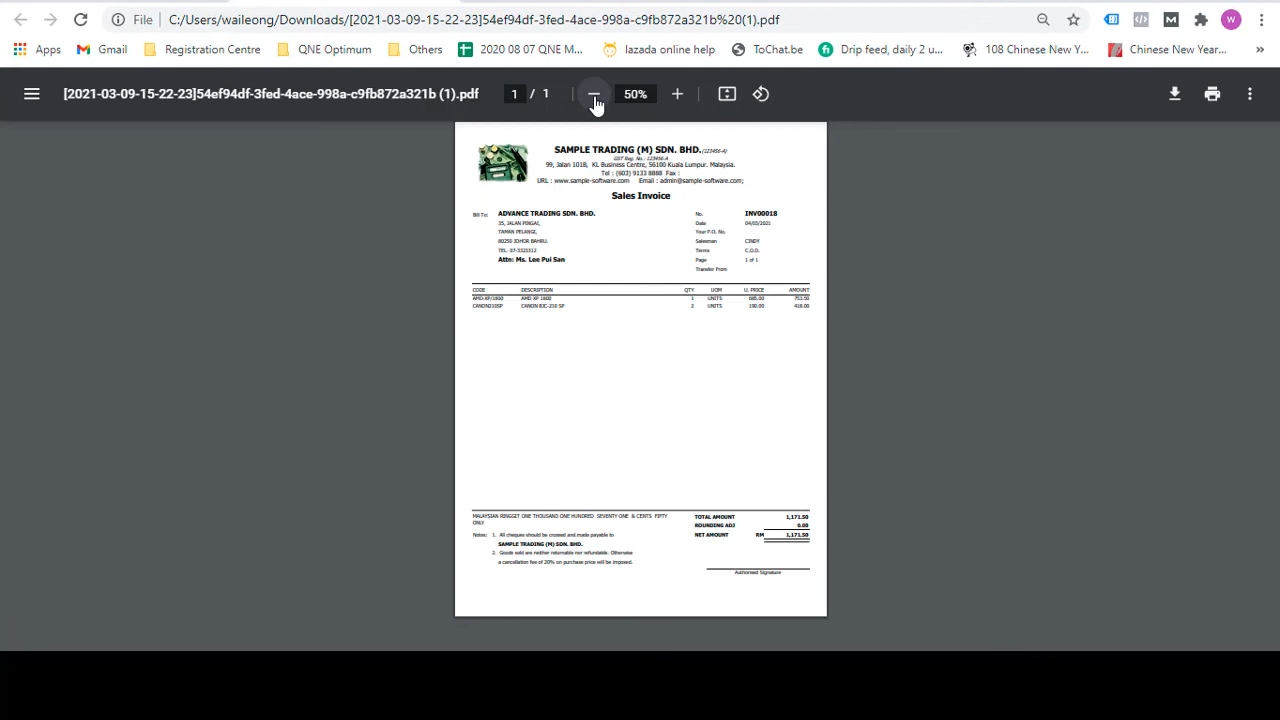 File C:/Users/waileong/Downloads/[2021-03-09-15-22-23]54ef94df-3fed-4ace-998a-c9fb872a321b%20(1).pdf W
Apps Gmail Registration Centre QNE Optimum Others 2020 08 07 QNE M... lazada online help ToChat.be Drip feed, daily 2 u... 108 Chinese New Y... Chinese New Year... »
[2021-03-09-15-22-23]54ef94df-3fed-4ace-998a-c9fb872a321b (1).pdf 1 / 1 50%
SAMPLE TRADING (M) SDN. BHD. (123456-A)
GST Reg. No.: 123456-A
99, Jalan 101B, KL Business Centre, 56100 Kuala Lumpur. Malaysia.
Tel : (603) 9133 8888 Fax :
URL : www.sample-software.com Email : admin@sample-software.com;
Sales Invoice
Bill To: ADVANCE TRADING SDN. BHD. No. INV00018
35, JALAN PINGAI, Date 04/03/2021
TAMAN PELANGI, Your P.O. No.
80250 JOHOR BAHRU. Salesman CINDY
TEL: 07-3323312 Terms C.O.D.
Attn: Ms. Lee Pui San Page 1 of 1
Transfer From
CODE DESCRIPTION QTY UOM U. PRICE AMOUNT
AMD-XP/1800 AMD XP 1800 1 UNITS 685.00 753.50
CANON210SP CANON BJC-210 SP 2 UNITS 190.00 418.00
MALAYSIAN RINGGIT ONE THOUSAND ONE HUNDRED SEVENTY ONE & CENTS FIFTY TOTAL AMOUNT 1,171.50
ONLY ROUNDING ADJ 0.00
Notes: 1. All cheques should be crossed and made payable to NET AMOUNT RM 1,171.50
SAMPLE TRADING (M) SDN. BHD.
2. Goods sold are neither returnable nor refundable. Otherwise
a cancellation fee of 20% on purchase price will be imposed.
Authorised Signature